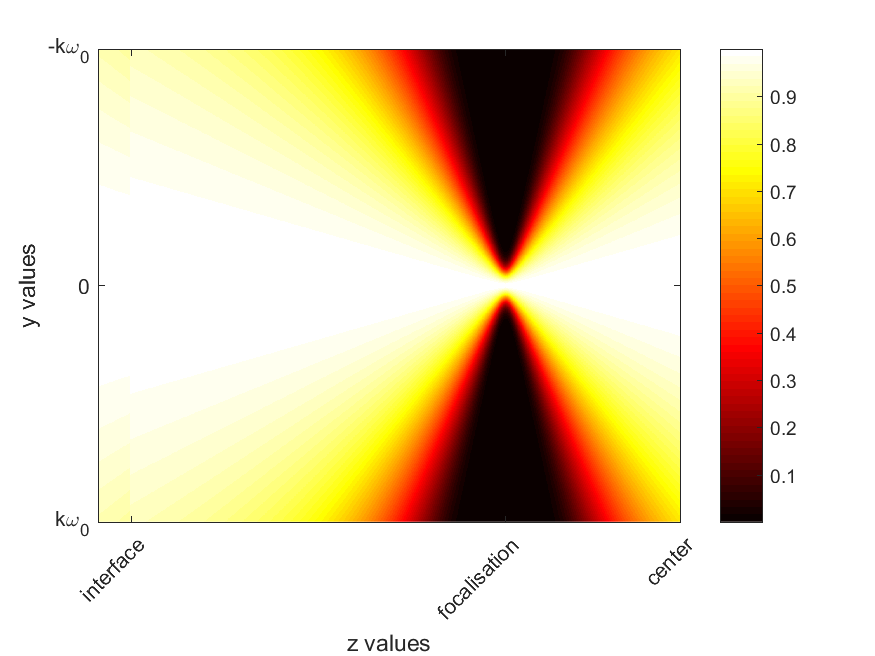 -kω0
0
kω0
y values
interface
focalisation
center
z values
0.9
0.8
0.7
0.6
0.5
0.4
0.3
0.2
0.1